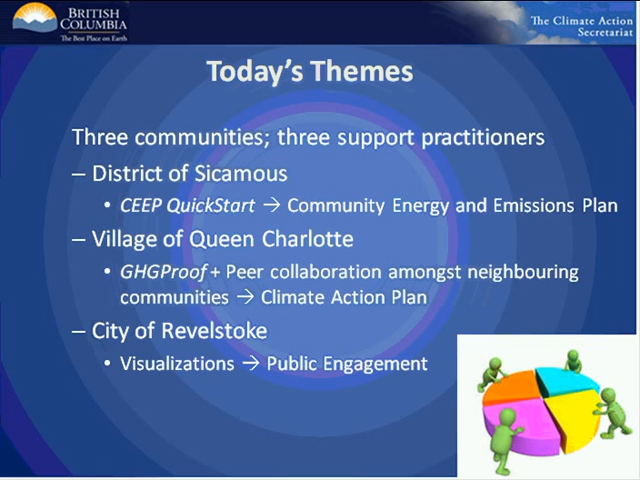 BRITISH
COLUMBIA
The Best Place on Earth
The Climate Action
Secretariat
Today's Themes
Three communities; three support practitioners
– District of Sicamous
• CEEP QuickStart → Community Energy and Emissions Plan
– Village of Queen Charlotte
• GHGProof + Peer collaboration amongst neighbouring
communities → Climate Action Plan
– City of Revelstoke
• Visualizations → Public Engagement